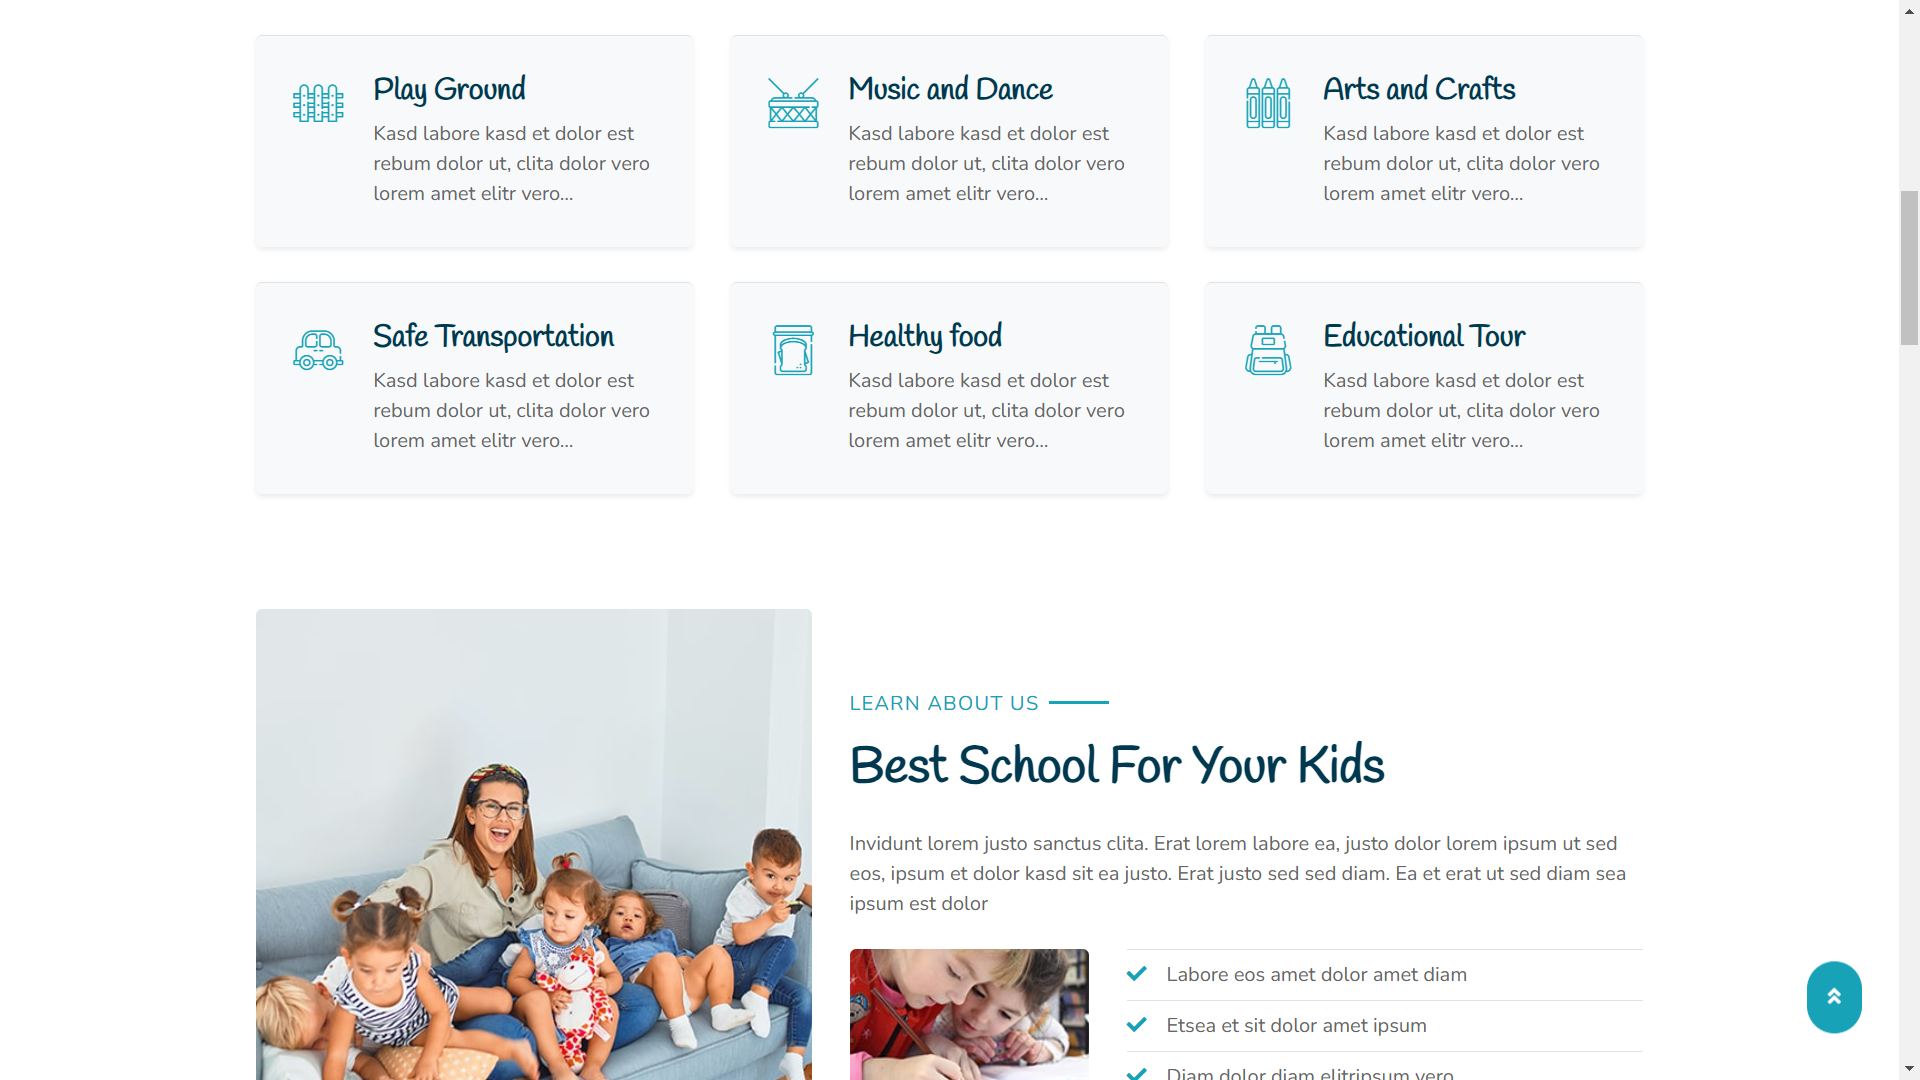 Play Ground
Kasd labore kasd et dolor est
rebum dolor ut, clita dolor vero
lorem amet elitr vero...
Music and Dance
Kasd labore kasd et dolor est
rebum dolor ut, clita dolor vero
lorem amet elitr vero...
Arts and Crafts
Kasd labore kasd et dolor est
rebum dolor ut, clita dolor vero
lorem amet elitr vero...
Safe Transportation
Kasd labore kasd et dolor est
rebum dolor ut, clita dolor vero
lorem amet elitr vero...
Healthy food
Kasd labore kasd et dolor est
rebum dolor ut, clita dolor vero
lorem amet elitr vero...
Educational Tour
Kasd labore kasd et dolor est
rebum dolor ut, clita dolor vero
lorem amet elitr vero...
LEARN ABOUT US
Best School For Your Kids
Invidunt lorem justo sanctus clita. Erat lorem labore ea, justo dolor lorem ipsum ut sed
eos, ipsum et dolor kasd sit ea justo. Erat justo sed sed diam. Ea et erat ut sed diam sea
ipsum est dolor
Labore eos amet dolor amet diam
Etsea et sit dolor amet ipsum
Diam dolor diam elitripsum vero